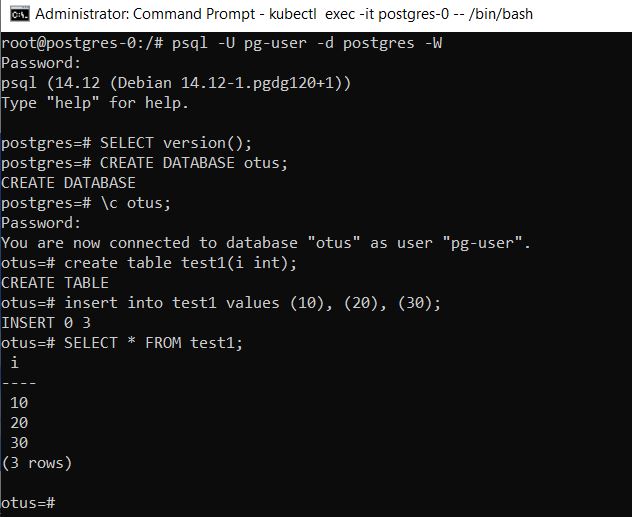 Administrator: Command Prompt - kubectl  exec -it postgres-0 -- /bin/bash
root@postgres-0:/# psql -U pg-user -d postgres -W
Password:
psql (14.12 (Debian 14.12-1.pgdg120+1))
Type "help" for help.

postgres=# SELECT version();
postgres=# CREATE DATABASE otus;
CREATE DATABASE
postgres=# \c otus;
Password:
You are now connected to database "otus" as user "pg-user".
otus=# create table test1(i int);
CREATE TABLE
otus=# insert into test1 values (10), (20), (30);
INSERT 0 3
otus=# SELECT * FROM test1;
 i
----
 10
 20
 30
(3 rows)

otus=#